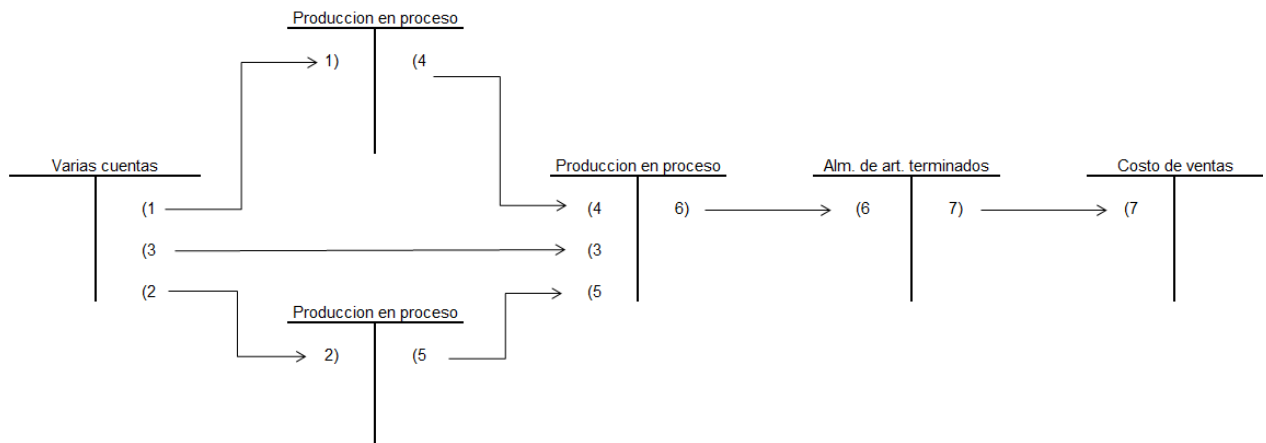 Produccion en proceso
1) (4
Varias cuentas
(1
(3
(2
Produccion en proceso
2) (5
Produccion en proceso
(4 6)
(3
(5
Alm. de art. terminados
(6 7)
Costo de ventas
(7